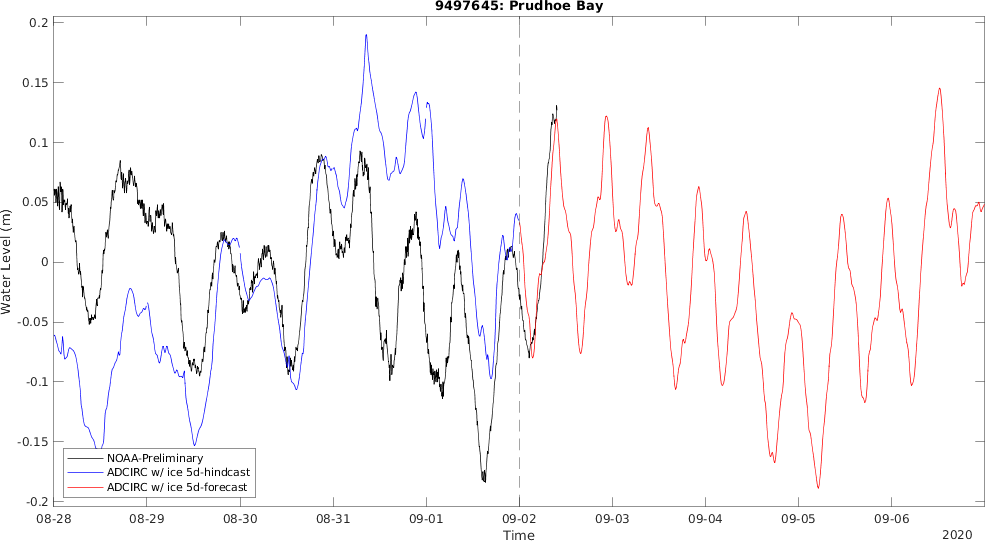 9497645: Prudhoe Bay
0.2
0.15
0.1
0.05
0
-0.05
-0.1
-0.15
-0.2
Water Level (m)
NOAA-Preliminary
ADCIRC w/ ice 5d-hindcast
ADCIRC w/ ice 5d-forecast
08-28 08-29 08-30 08-31 09-01 09-02 09-03 09-04 09-05 09-06
Time
2020